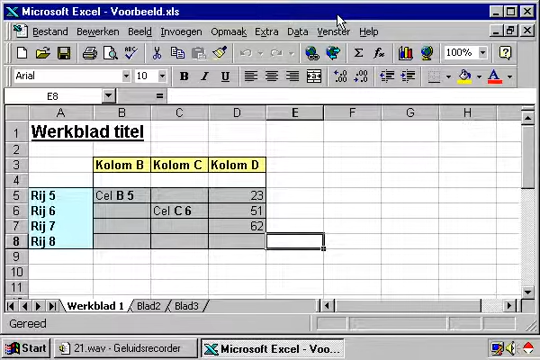 Microsoft Excel - Voorbeeld.xls
Bestand Bewerken Beeld Invoegen Opmaak Extra Data Venster Help
Σ fx 100%
Arial 10 B I U
E8 =
A B C D E F G H
1 Werkblad titel
2
3 Kolom B Kolom C Kolom D
4
5 Rij 5 Cel B 5 23
6 Rij 6 Cel C 6 51
7 Rij 7 62
8 Rij 8
9
10
11
Werkblad 1 Blad2 Blad3
Gereed
Start 21.wav - Geluidsrecorder Microsoft Excel - Voo...